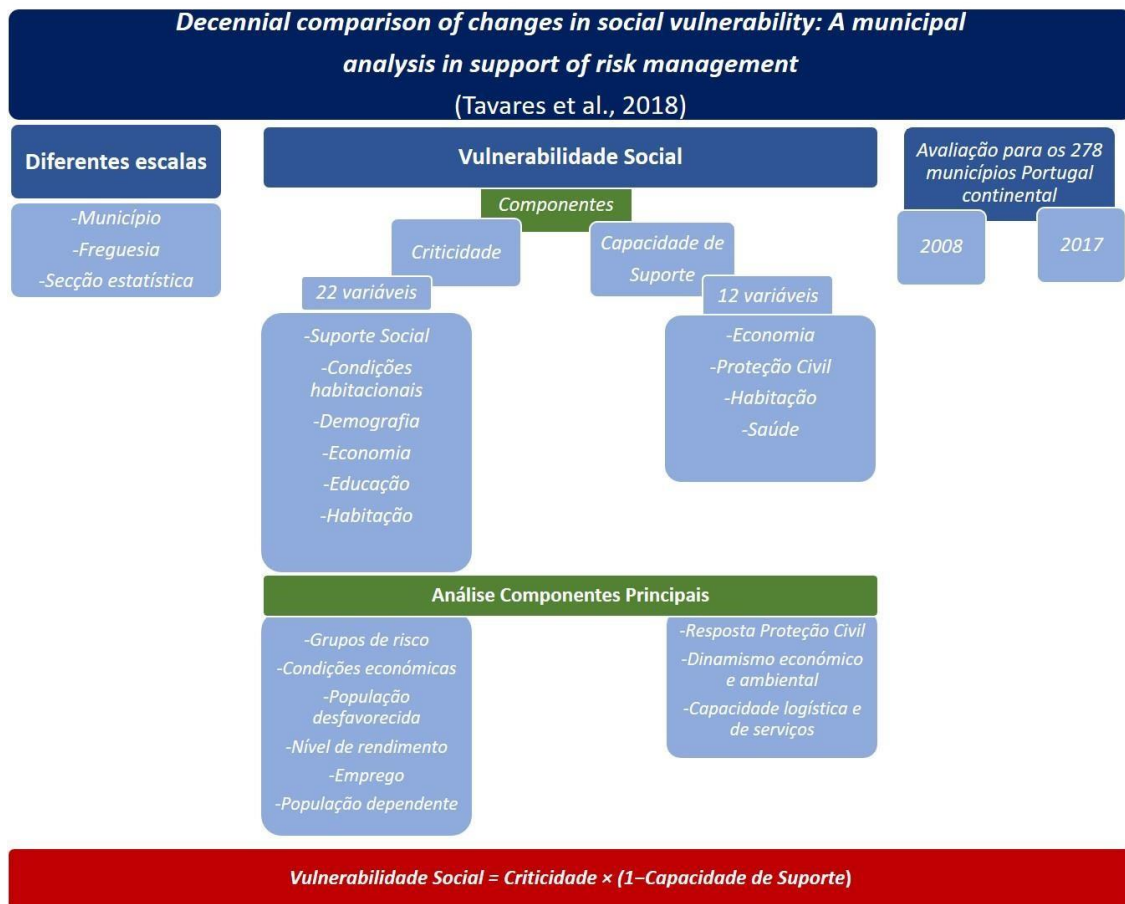 Decennial comparison of changes in social vulnerability: A municipal
analysis in support of risk management
(Tavares et al., 2018)
Diferentes escalas
-Município
-Freguesia
-Secção estatística
Vulnerabilidade Social
Componentes
Criticidade
Capacidade de
Suporte
22 variáveis
12 variáveis
-Suporte Social
-Condições
habitacionais
-Demografia
-Economia
-Educação
-Habitação
-Economia
-Proteção Civil
-Habitação
-Saúde
Avaliação para os 278
municípios Portugal
continental
2008
2017
Análise Componentes Principais
-Grupos de risco
-Condições económicas
-População
desfavorecida
-Nível de rendimento
-Emprego
-População dependente
-Resposta Proteção Civil
-Dinamismo económico
e ambiental
-Capacidade logística e
de serviços
Vulnerabilidade Social = Criticidade × (1−Capacidade de Suporte)